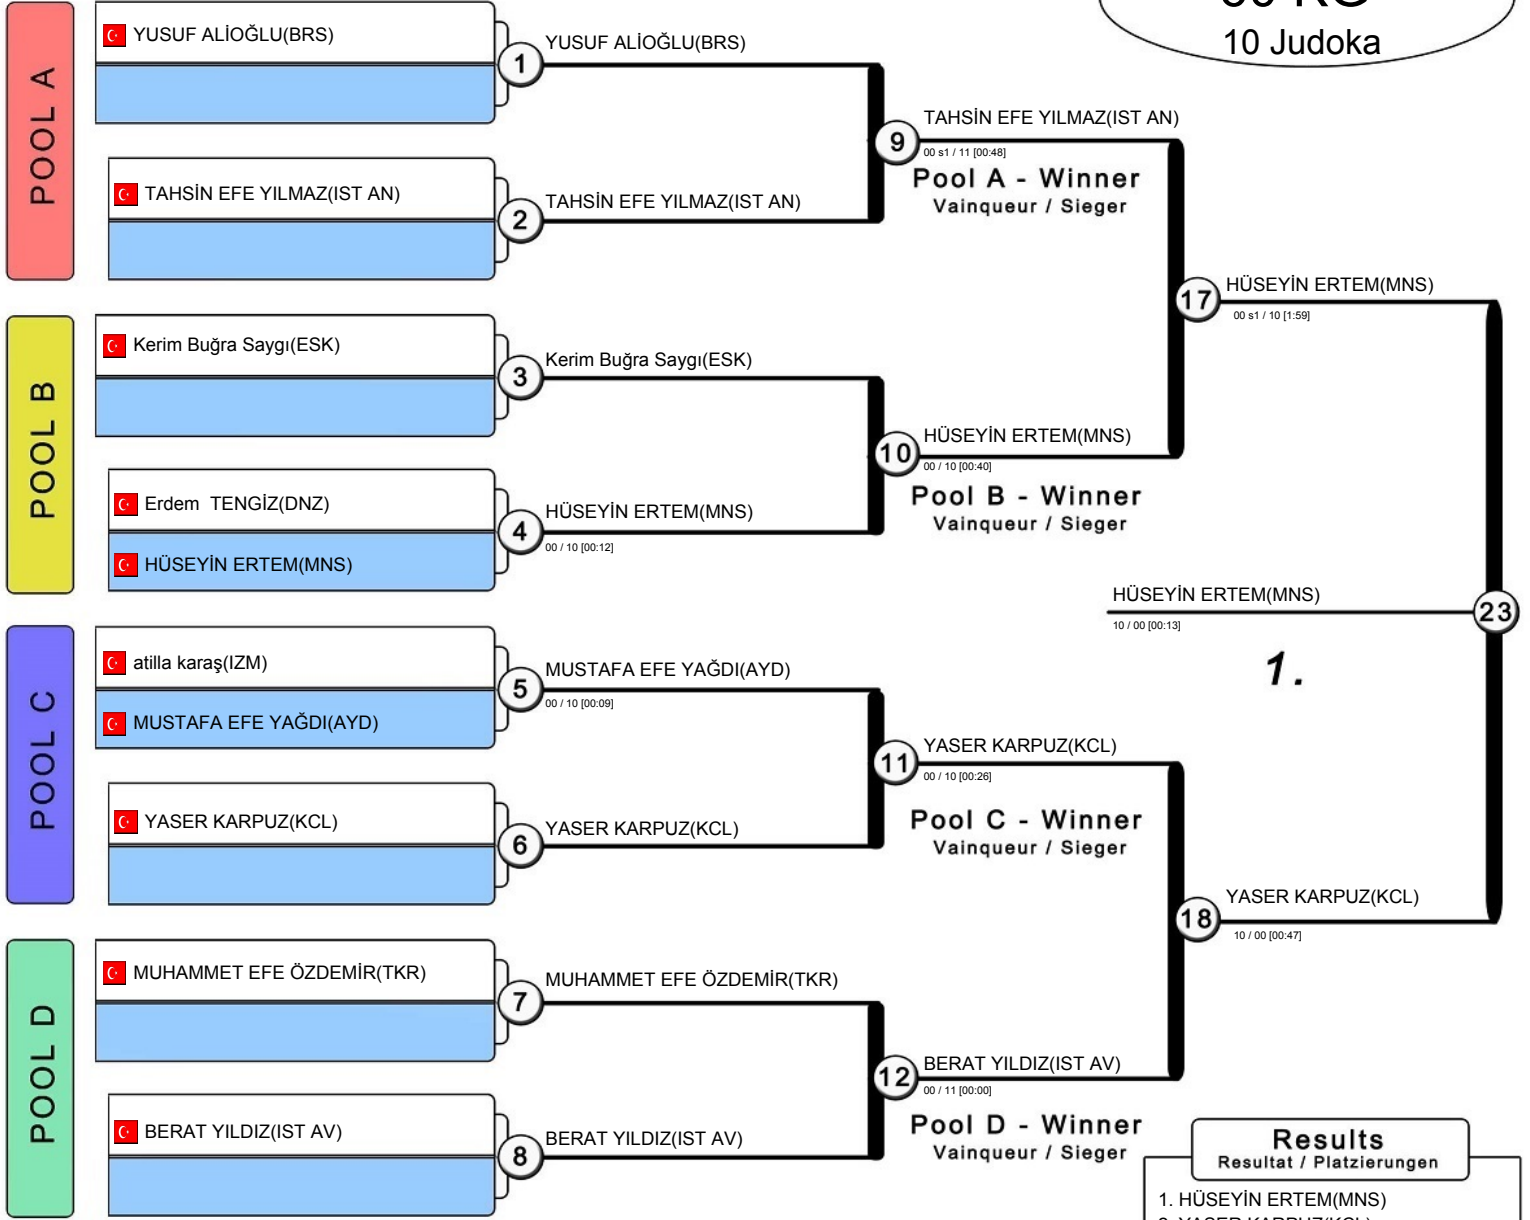 10 Judoka
POOL A
YUSUF ALİOĞLU(BRS)
1
YUSUF ALİOĞLU(BRS)
TAHSİN EFE YILMAZ(IST AN)
2
TAHSİN EFE YILMAZ(IST AN)
9
TAHSİN EFE YILMAZ(IST AN)
00 s1 / 11 [00:48]
Pool A - Winner
Vainqueur / Sieger
POOL B
Kerim Buğra Saygı(ESK)
3
Kerim Buğra Saygı(ESK)
Erdem TENGİZ(DNZ)
HÜSEYİN ERTEM(MNS)
4
HÜSEYİN ERTEM(MNS)
00 / 10 [00:12]
10
HÜSEYİN ERTEM(MNS)
00 / 10 [00:40]
Pool B - Winner
Vainqueur / Sieger
17
HÜSEYİN ERTEM(MNS)
00 s1 / 10 [1:59]
POOL C
atilla karaş(IZM)
MUSTAFA EFE YAĞDI(AYD)
5
MUSTAFA EFE YAĞDI(AYD)
00 / 10 [00:09]
YASER KARPUZ(KCL)
6
YASER KARPUZ(KCL)
11
YASER KARPUZ(KCL)
00 / 10 [00:26]
Pool C - Winner
Vainqueur / Sieger
POOL D
MUHAMMET EFE ÖZDEMİR(TKR)
7
MUHAMMET EFE ÖZDEMİR(TKR)
BERAT YILDIZ(IST AV)
8
BERAT YILDIZ(IST AV)
12
BERAT YILDIZ(IST AV)
00 / 11 [00:00]
Pool D - Winner
Vainqueur / Sieger
18
YASER KARPUZ(KCL)
10 / 00 [00:47]
HÜSEYİN ERTEM(MNS)
23
10 / 00 [00:13]
1.
Results
Resultat / Platzierungen
1. HÜSEYİN ERTEM(MNS)
2. YASER KARPUZ(KCL)